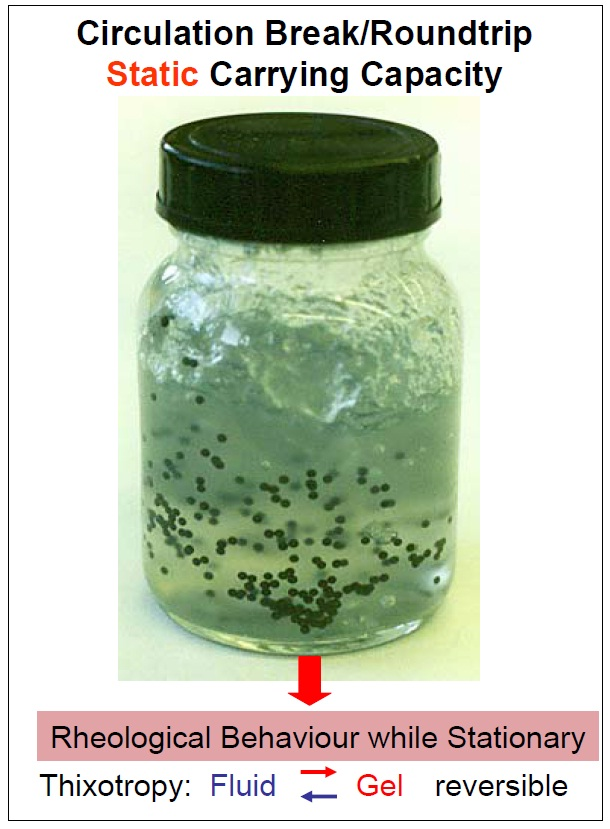 Circulation Break/Roundtrip
Static Carrying Capacity
Rheological Behaviour while Stationary
Thixotropy: Fluid Gel reversible